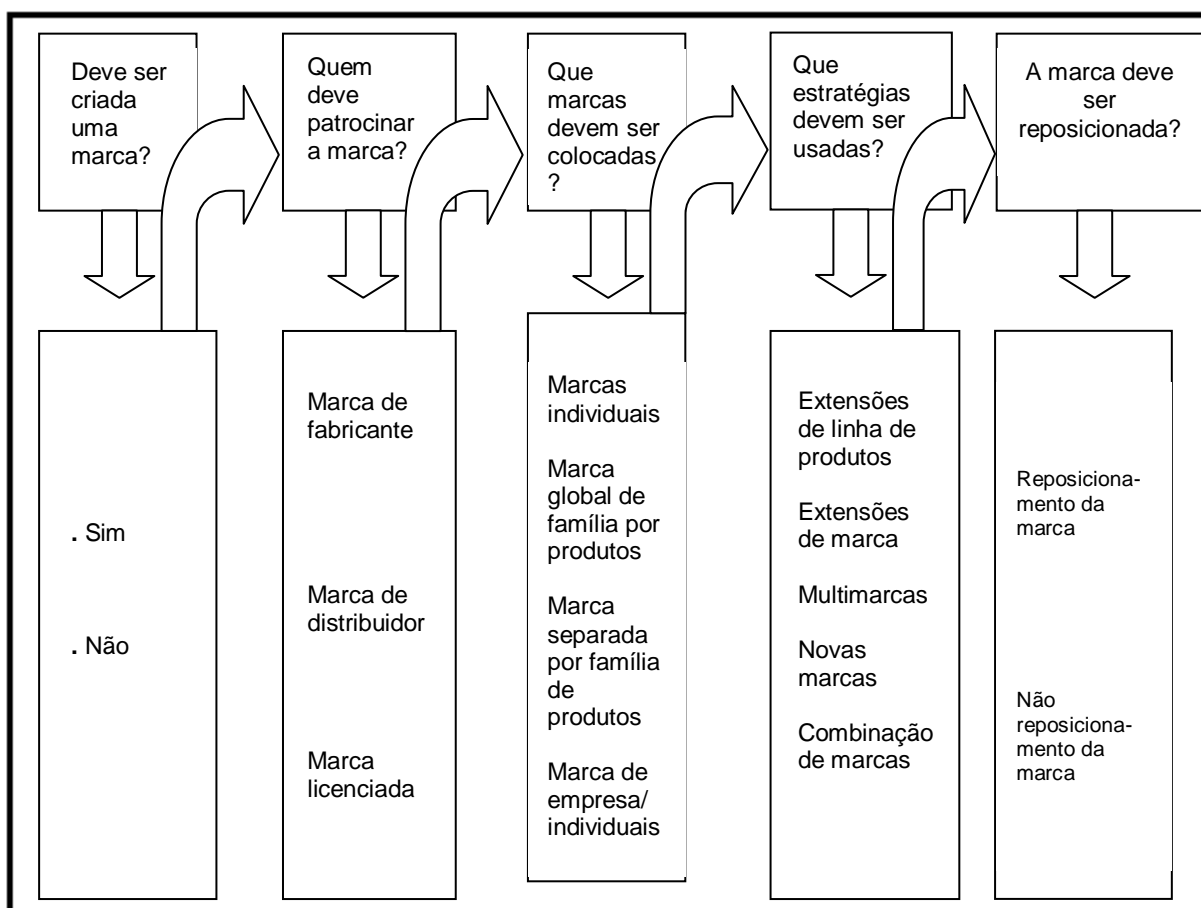 Deve ser
criada
uma
marca?
Quem
deve
patrocinar
a marca?
Que
marcas
devem ser
colocadas
?
Que
estratégias
devem ser
usadas?
A marca deve
ser
reposicionada?
. Sim
. Não
Marca de
fabricante
Marca de
distribuidor
Marca
licenciada
Marcas
individuais
Marca
global de
família por
produtos
Marca
separada
por família
de
produtos
Marca de
empresa/
individuais
Extensões
de linha de
produtos
Extensões
de marca
Multimarcas
Novas
marcas
Combinação
de marcas
Reposiciona-
mento da
marca
Não
reposiciona-
mento da
marca